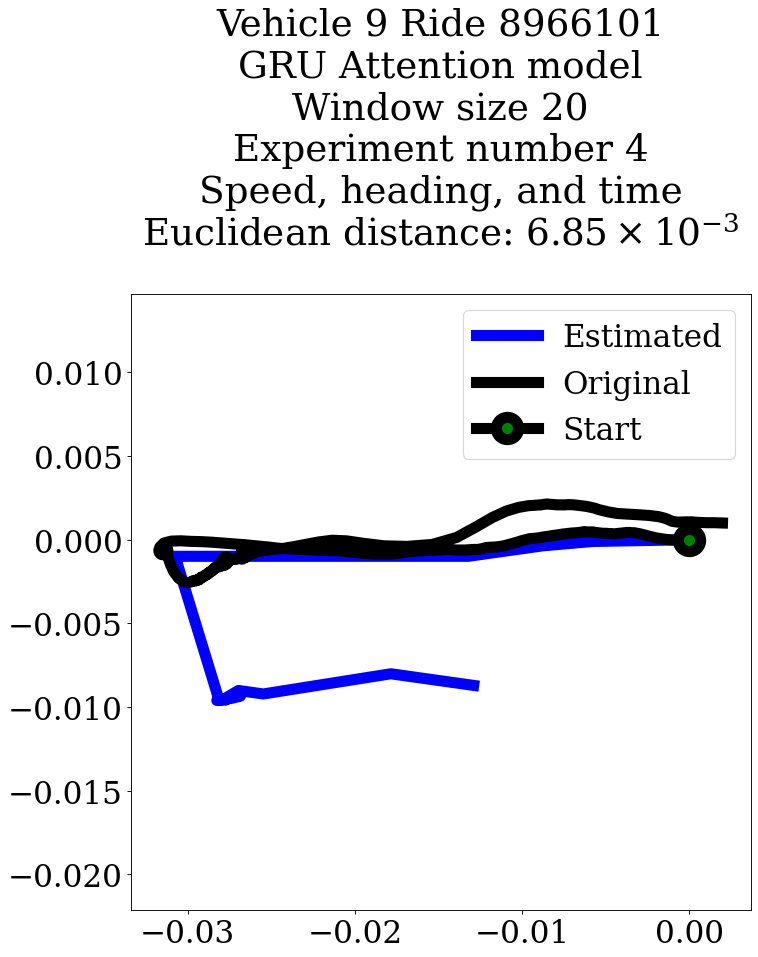 Vehicle 9 Ride 8966101
GRU Attention model
Window size 20
Experiment number 4
Speed, heading, and time
Euclidean distance: 6.85 × 10⁻³
Estimated
Original
Start
0.010
0.005
0.000
−0.005
−0.010
−0.015
−0.020
−0.03 −0.02 −0.01 0.00